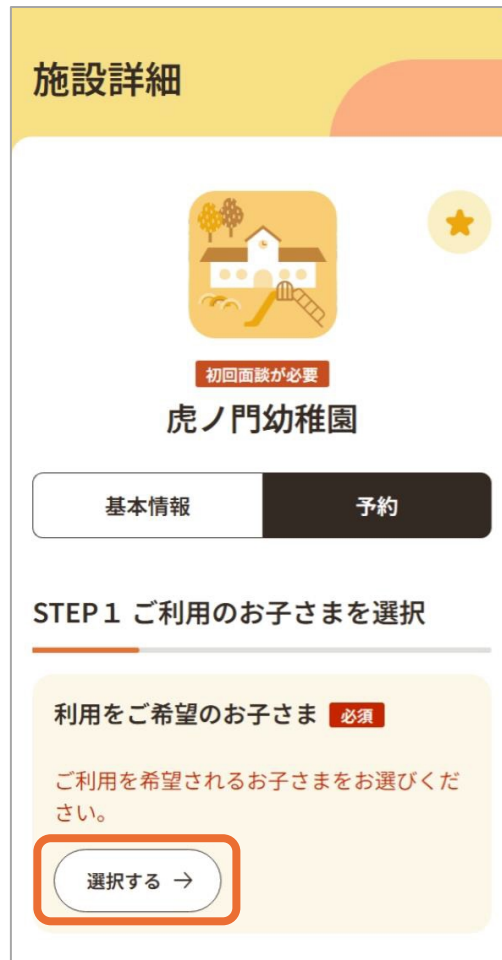 施設詳細
初回面談が必要
虎ノ門幼稚園
基本情報
予約
STEP１ ご利用のお子さまを選択
利用をご希望のお子さま 必須
ご利用を希望されるお子さまをお選びくだ
さい。
選択する →